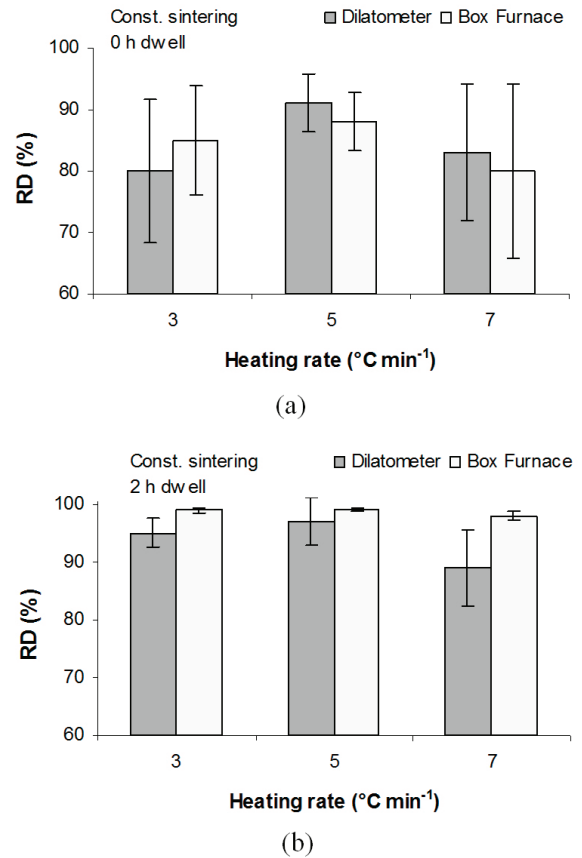 Const. sintering
0 h dwell
Dilatometer Box Furnace
100
90
80
70
60
RD (%)
3 5 7
Heating rate (°C min-1)
(a)
Const. sintering
2 h dwell
Dilatometer Box Furnace
100
90
80
70
60
RD (%)
3 5 7
Heating rate (°C min-1)
(b)